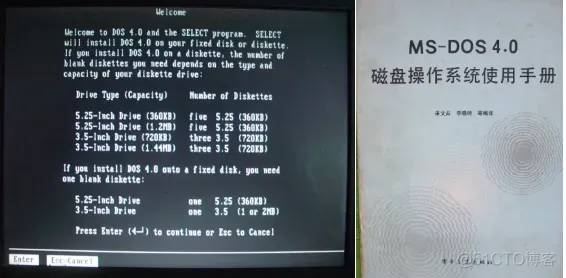 Welcome
Welcome to DOS 4.0 and the SELECT program. SELECT
will install DOS 4.0 on your fixed disk or diskette.
If you install DOS 4.0 on a diskette, the number of
blank diskettes you need depends on the type and
capacity of your diskette drive:
Drive Type (Capacity) Number of Diskettes
5.25-Inch Drive (360KB) five 5.25 (360KB)
5.25-Inch Drive (1.2MB) five 5.25 (360KB)
3.5-Inch Drive (720KB) three 3.5 (720KB)
3.5-Inch Drive (1.44MB) three 3.5 (720KB)
If you install DOS 4.0 onto a fixed disk, you need
one blank diskette:
5.25-Inch Drive one 5.25 (360KB)
3.5-Inch Drive one 3.5 (1 or 2MB)
Press Enter (◄┘) to continue or Esc to Cancel
Enter Esc=Cancel
MS-DOS 4.0
磁盘操作系统使用手册
@51CTO博客